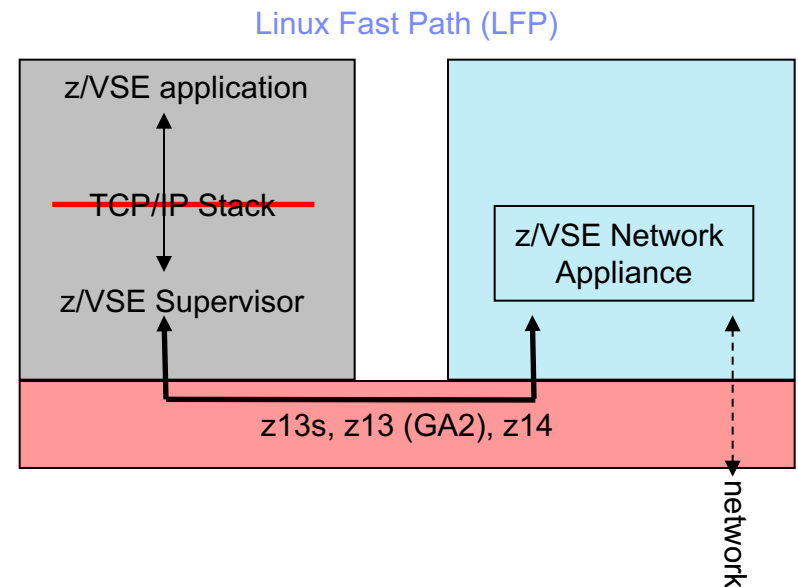 Linux Fast Path (LFP)
z/VSE application
TCP/IP Stack
z/VSE Supervisor
z/VSE Network
Appliance
z13s, z13 (GA2), z14
network